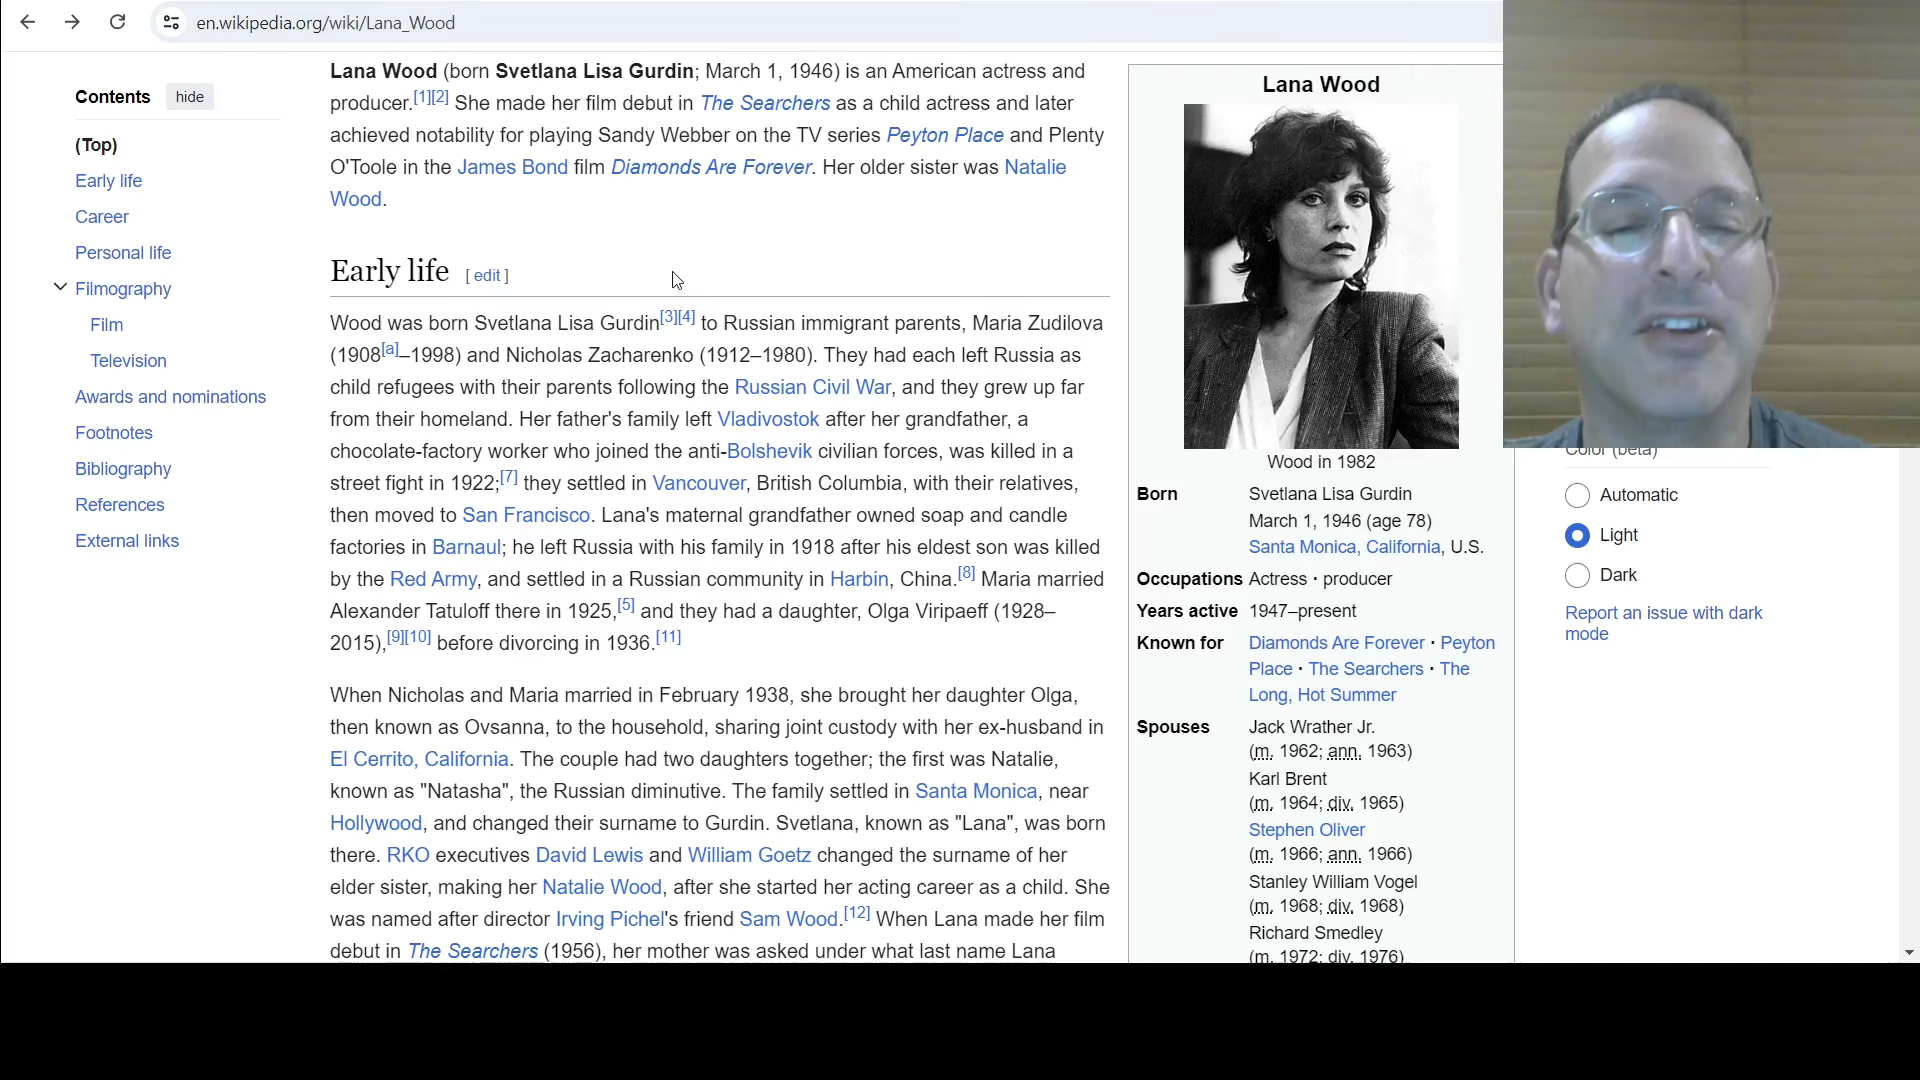 en.wikipedia.org/wiki/Lana_Wood
Contents hide
(Top)
Early life
Career
Personal life
Filmography
Film
Television
Awards and nominations
Footnotes
Bibliography
References
External links
Lana Wood (born Svetlana Lisa Gurdin; March 1, 1946) is an American actress and
producer.[1][2] She made her film debut in The Searchers as a child actress and later
achieved notability for playing Sandy Webber on the TV series Peyton Place and Plenty
O'Toole in the James Bond film Diamonds Are Forever. Her older sister was Natalie
Wood.
Early life [ edit ]
Wood was born Svetlana Lisa Gurdin[3][4] to Russian immigrant parents, Maria Zudilova
(1908[a]–1998) and Nicholas Zacharenko (1912–1980). They had each left Russia as
child refugees with their parents following the Russian Civil War, and they grew up far
from their homeland. Her father's family left Vladivostok after her grandfather, a
chocolate-factory worker who joined the anti-Bolshevik civilian forces, was killed in a
street fight in 1922;[7] they settled in Vancouver, British Columbia, with their relatives,
then moved to San Francisco. Lana's maternal grandfather owned soap and candle
factories in Barnaul; he left Russia with his family in 1918 after his eldest son was killed
by the Red Army, and settled in a Russian community in Harbin, China.[8] Maria married
Alexander Tatuloff there in 1925,[5] and they had a daughter, Olga Viripaeff (1928–
2015),[9][10] before divorcing in 1936.[11]
When Nicholas and Maria married in February 1938, she brought her daughter Olga,
then known as Ovsanna, to the household, sharing joint custody with her ex-husband in
El Cerrito, California. The couple had two daughters together; the first was Natalie,
known as "Natasha", the Russian diminutive. The family settled in Santa Monica, near
Hollywood, and changed their surname to Gurdin. Svetlana, known as "Lana", was born
there. RKO executives David Lewis and William Goetz changed the surname of her
elder sister, making her Natalie Wood, after she started her acting career as a child. She
was named after director Irving Pichel's friend Sam Wood.[12] When Lana made her film
debut in The Searchers (1956), her mother was asked under what last name Lana
Lana Wood
Wood in 1982
Born Svetlana Lisa Gurdin
March 1, 1946 (age 78)
Santa Monica, California, U.S.
Occupations Actress · producer
Years active 1947–present
Known for Diamonds Are Forever · Peyton
Place · The Searchers · The
Long, Hot Summer
Spouses Jack Wrather Jr.
(m. 1962; ann. 1963)
Karl Brent
(m. 1964; div. 1965)
Stephen Oliver
(m. 1966; ann. 1966)
Stanley William Vogel
(m. 1968; div. 1968)
Richard Smedley
(m. 1972; div. 1976)
Color (beta)
Automatic
Light
Dark
Report an issue with dark
mode